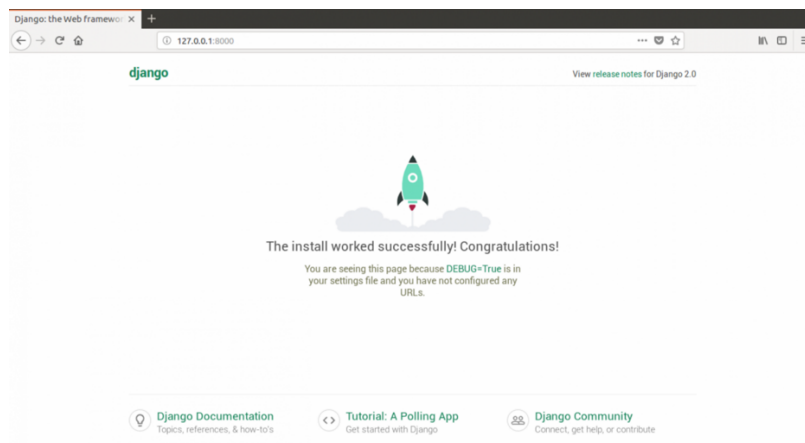 Django: the Web framewor
127.0.0.1:8000
django
View release notes for Django 2.0
The install worked successfully! Congratulations!
You are seeing this page because DEBUG=True is in
your settings file and you have not configured any
URLs.
Django Documentation
Topics, references, & how-to's
Tutorial: A Polling App
Get started with Django
Django Community
Connect, get help, or contribute